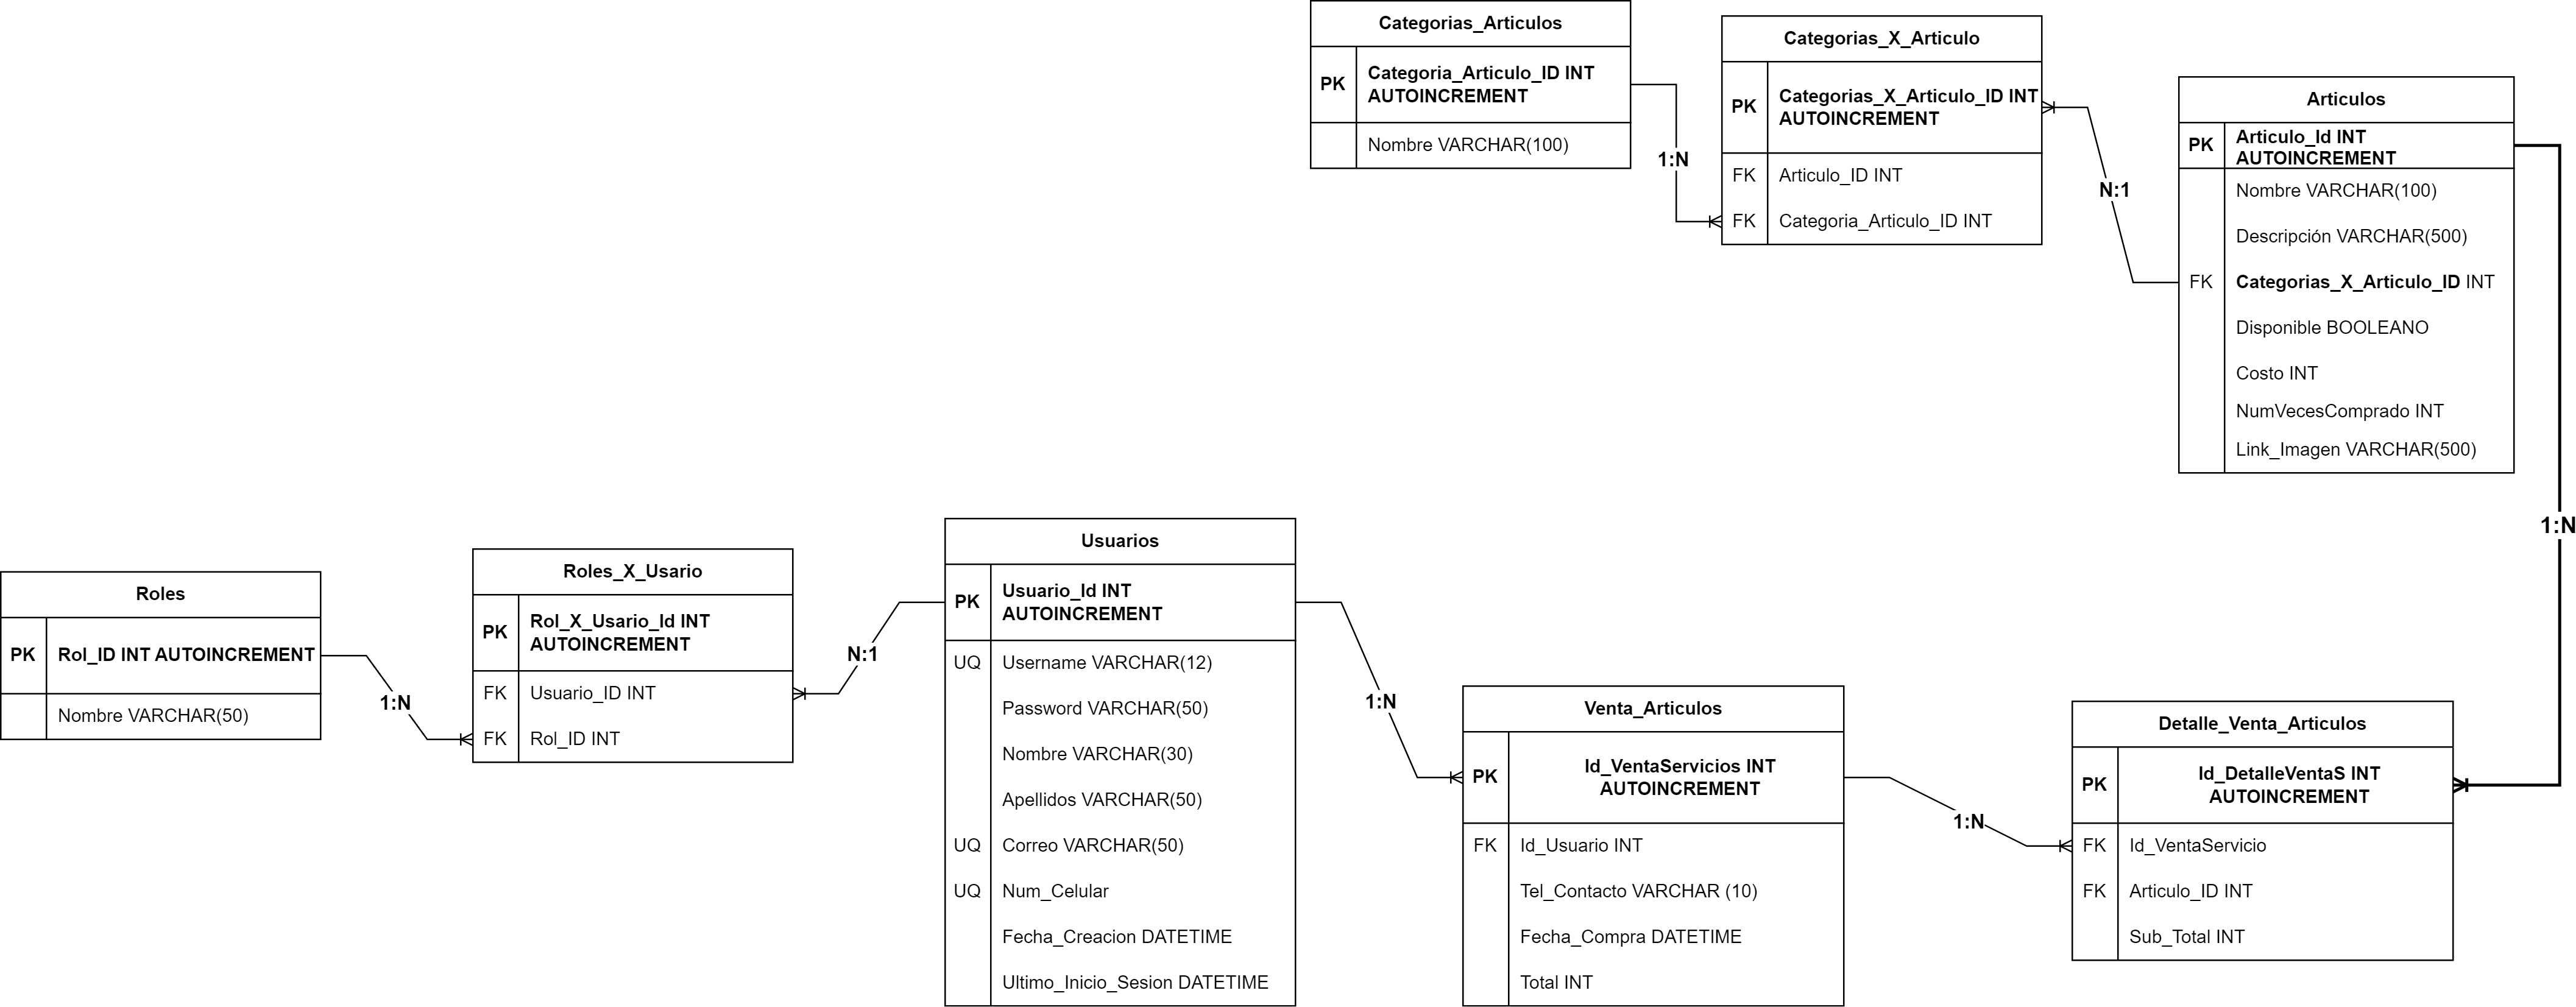 Categorias_Articulos
PK
Categoria_Articulo_ID INT
AUTOINCREMENT
Nombre VARCHAR(100)
1:N
Categorias_X_Articulo
PK
Categorias_X_Articulo_ID INT
AUTOINCREMENT
FK Articulo_ID INT
FK Categoria_Articulo_ID INT
N:1
Articulos
PK
Articulo_Id INT
AUTOINCREMENT
Nombre VARCHAR(100)
Descripción VARCHAR(500)
FK Categorias_X_Articulo_ID INT
Disponible BOOLEANO
Costo INT
NumVecesComprado INT
Link_Imagen VARCHAR(500)
1:N
Roles
PK Rol_ID INT AUTOINCREMENT
Nombre VARCHAR(50)
1:N
Roles_X_Usario
PK
Rol_X_Usario_Id INT
AUTOINCREMENT
FK Usuario_ID INT
FK Rol_ID INT
N:1
Usuarios
PK
Usuario_Id INT
AUTOINCREMENT
UQ Username VARCHAR(12)
Password VARCHAR(50)
Nombre VARCHAR(30)
Apellidos VARCHAR(50)
UQ Correo VARCHAR(50)
UQ Num_Celular
Fecha_Creacion DATETIME
Ultimo_Inicio_Sesion DATETIME
1:N
Venta_Articulos
PK
Id_VentaServicios INT
AUTOINCREMENT
FK Id_Usuario INT
Tel_Contacto VARCHAR (10)
Fecha_Compra DATETIME
Total INT
1:N
Detalle_Venta_Articulos
PK
Id_DetalleVentaS INT
AUTOINCREMENT
FK Id_VentaServicio
FK Articulo_ID INT
Sub_Total INT